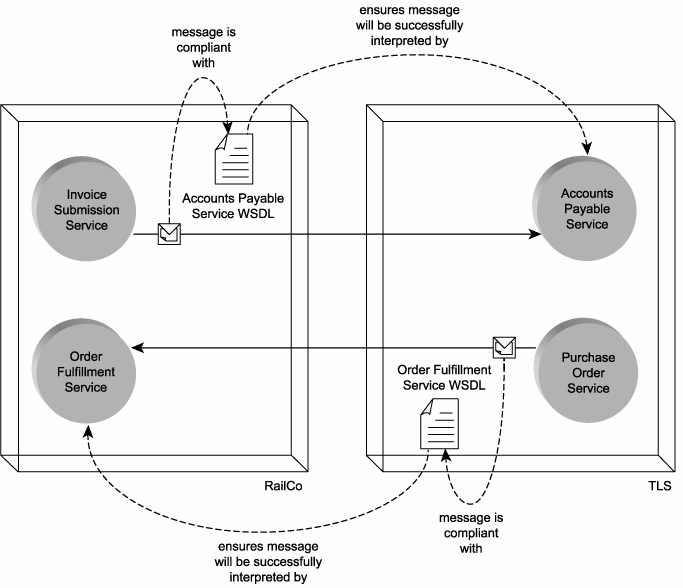 ensures message
will be successfully
interpreted by
message is
compliant
with
Invoice
Submission
Service
Accounts Payable
Service WSDL
Accounts
Payable
Service
Order
Fulfillment
Service
Order Fulfillment
Service WSDL
Purchase
Order
Service
RailCo
TLS
message is
compliant
with
ensures message
will be successfully
interpreted by